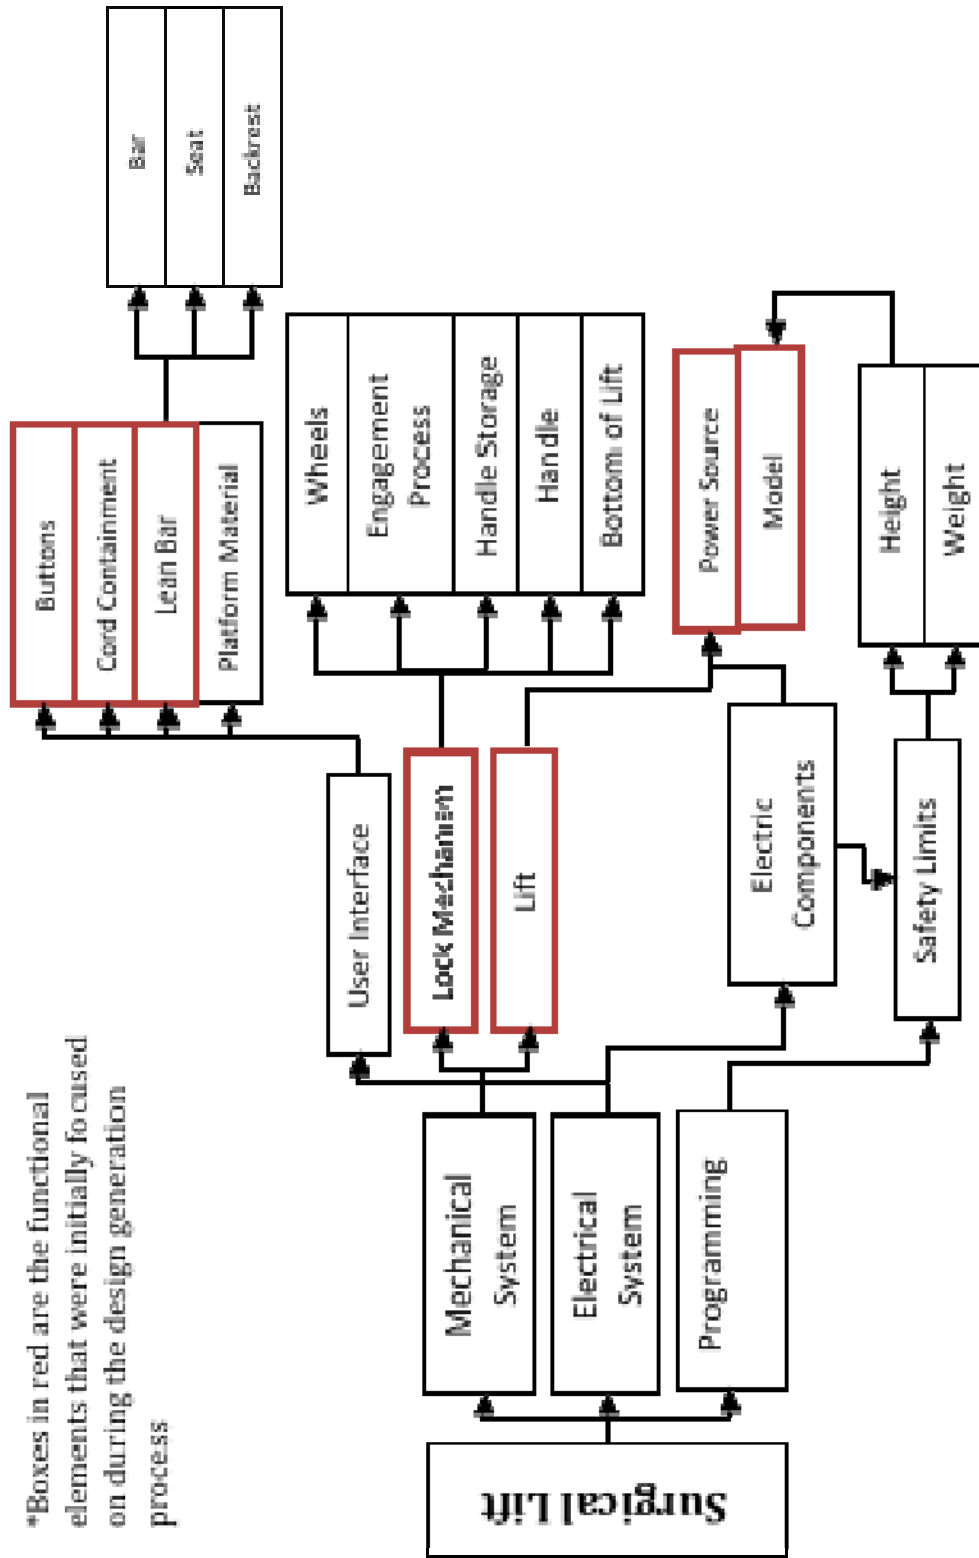 *Boxes in red are the functional
elements that were initially focused
on during the design generation
process
Surgical Lift
Mechanical
System
Electrical
System
Programming
User Interface
Lock Mechanism
Lift
Electric
Components
Safety Limits
Buttons
Cord Containment
Lean Bar
Platform Material
Wheels
Engagement
Process
Handle Storage
Handle
Bottom of Lift
Power Source
Model
Height
Weight
Bar
Seat
Backrest